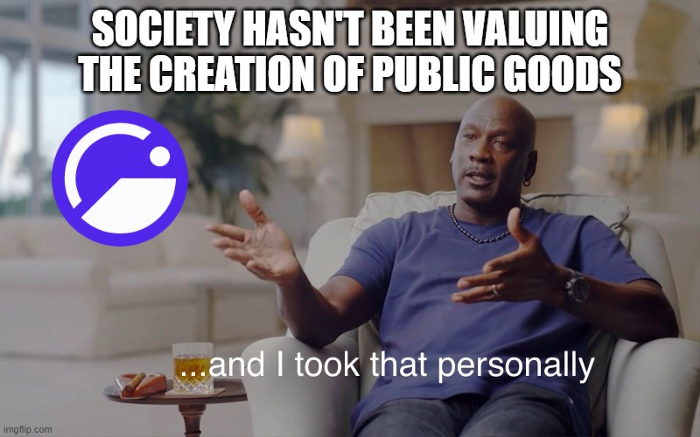 SOCIETY HASN'T BEEN VALUING
THE CREATION OF PUBLIC GOODS
...and I took that personally
imgflip.com